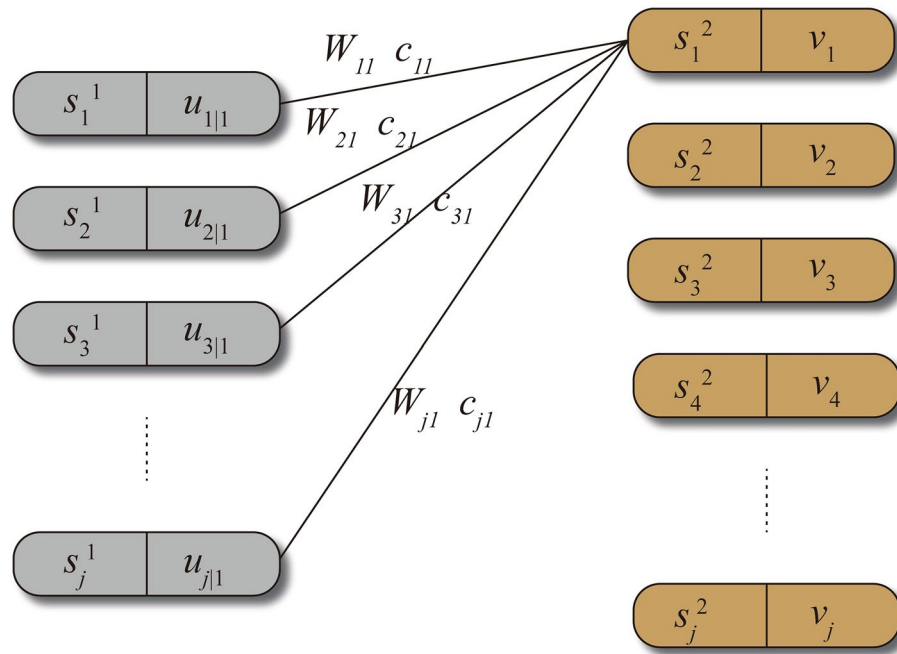 s₁¹ u₁|₁
s₂¹ u₂|₁
s₃¹ u₃|₁
sⱼ¹ uⱼ|₁
W₁₁ c₁₁
W₂₁ c₂₁
W₃₁ c₃₁
Wⱼ₁ cⱼ₁
s₁² v₁
s₂² v₂
s₃² v₃
s₄² v₄
sⱼ² vⱼ